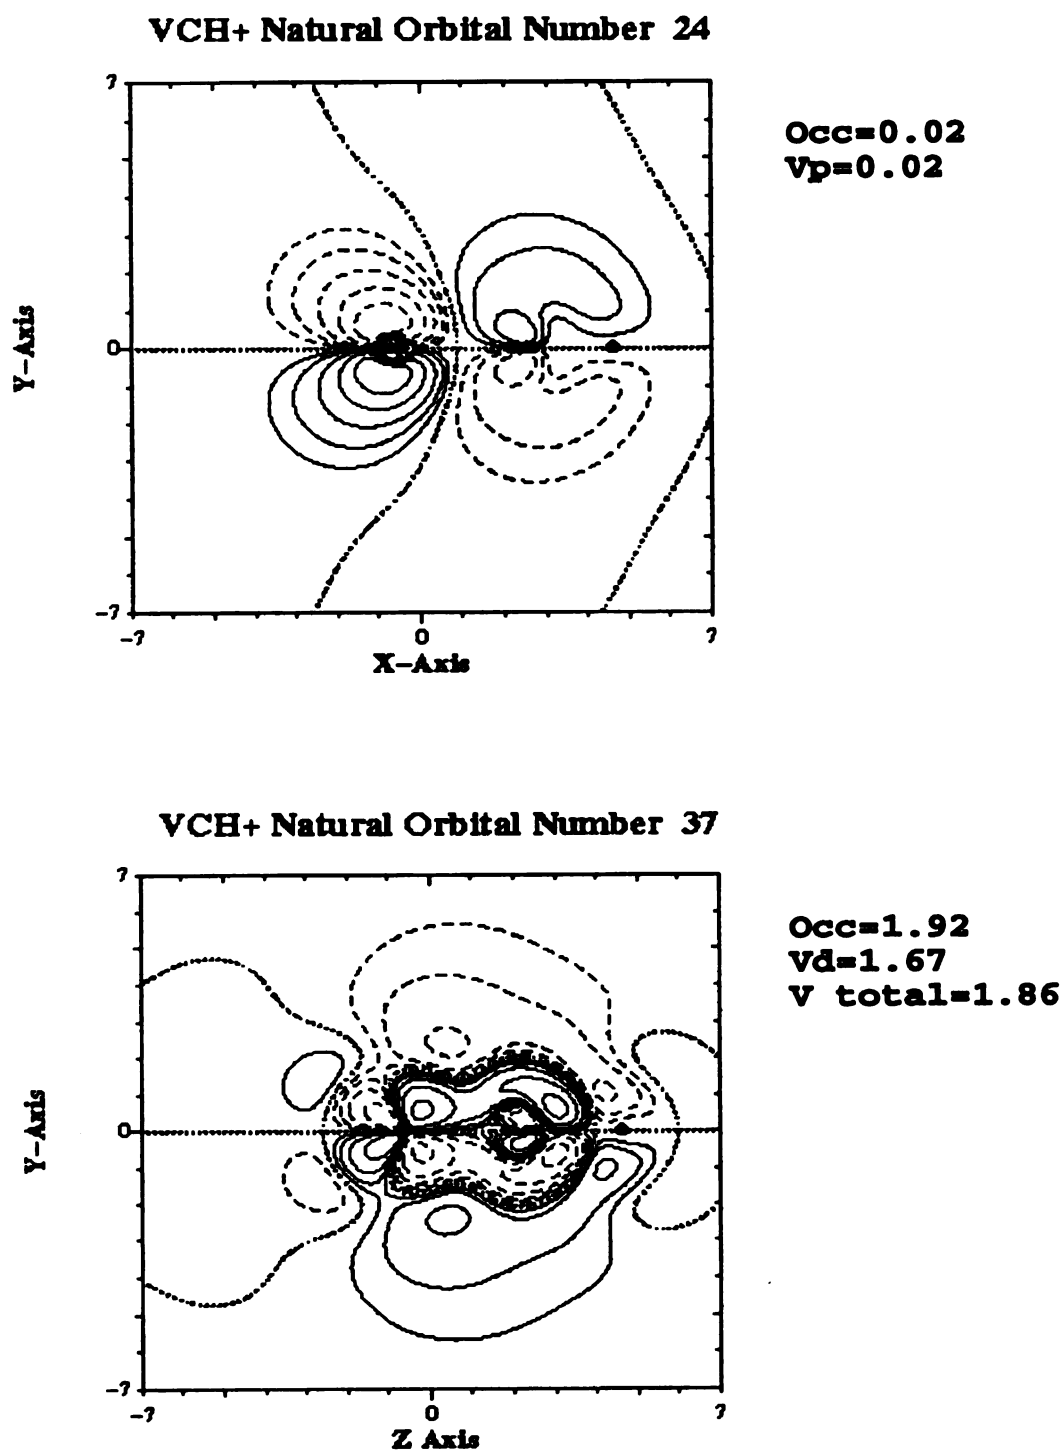 VCH+ Natural Orbital Number 24
7
Occ=0.02
Vp=0.02
Y-Axis
0
-7
-7 0 7
X-Axis
VCH+ Natural Orbital Number 37
7
Occ=1.92
Vd=1.67
V total=1.86
Y-Axis
0
-7
-7 0 7
Z Axis